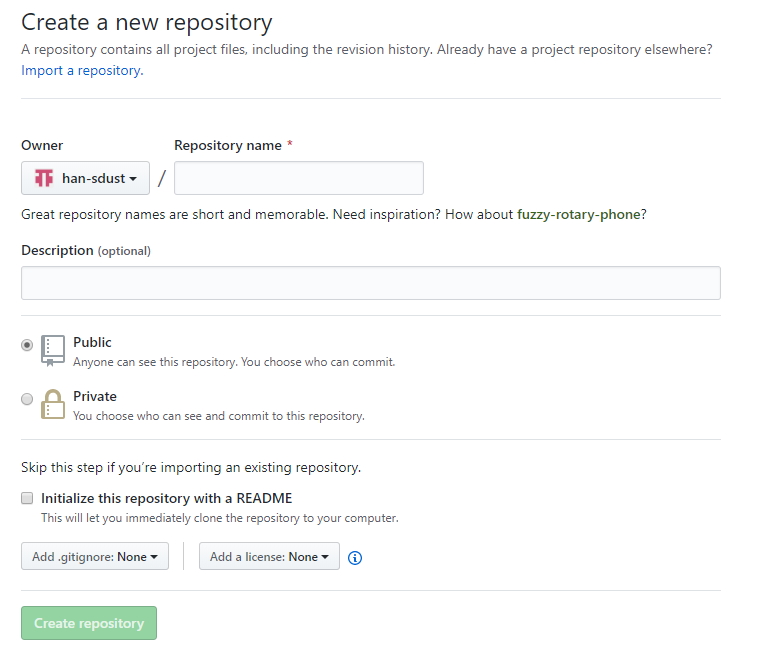 Create a new repository
A repository contains all project files, including the revision history. Already have a project repository elsewhere?
Import a repository.
Owner
Repository name *
han-sdust
/
Great repository names are short and memorable. Need inspiration? How about fuzzy-rotary-phone?
Description (optional)
Public
Anyone can see this repository. You choose who can commit.
Private
You choose who can see and commit to this repository.
Skip this step if you’re importing an existing repository.
Initialize this repository with a README
This will let you immediately clone the repository to your computer.
Add .gitignore: None
Add a license: None
Create repository